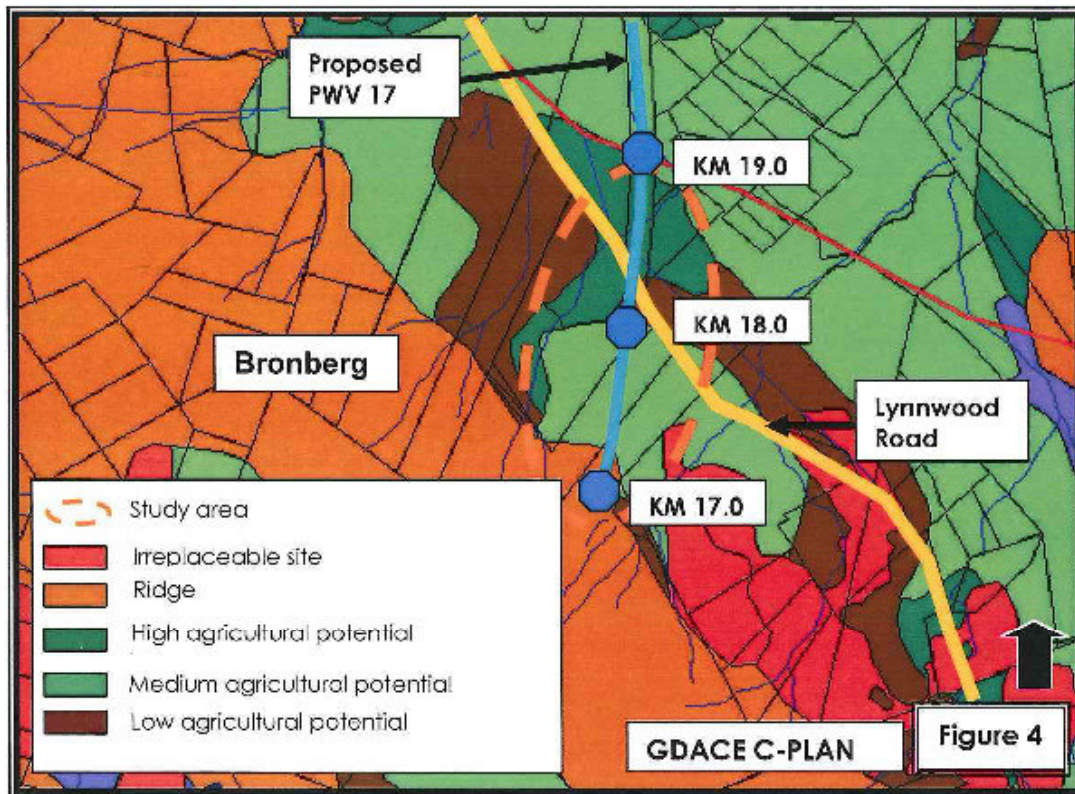 Proposed
PWV 17
KM 19.0
KM 18.0
Bronberg
Lynnwood
Road
KM 17.0
Study area
Irreplaceable site
Ridge
High agricultural potential
Medium agricultural potential
Low agricultural potential
GDACE C-PLAN
Figure 4